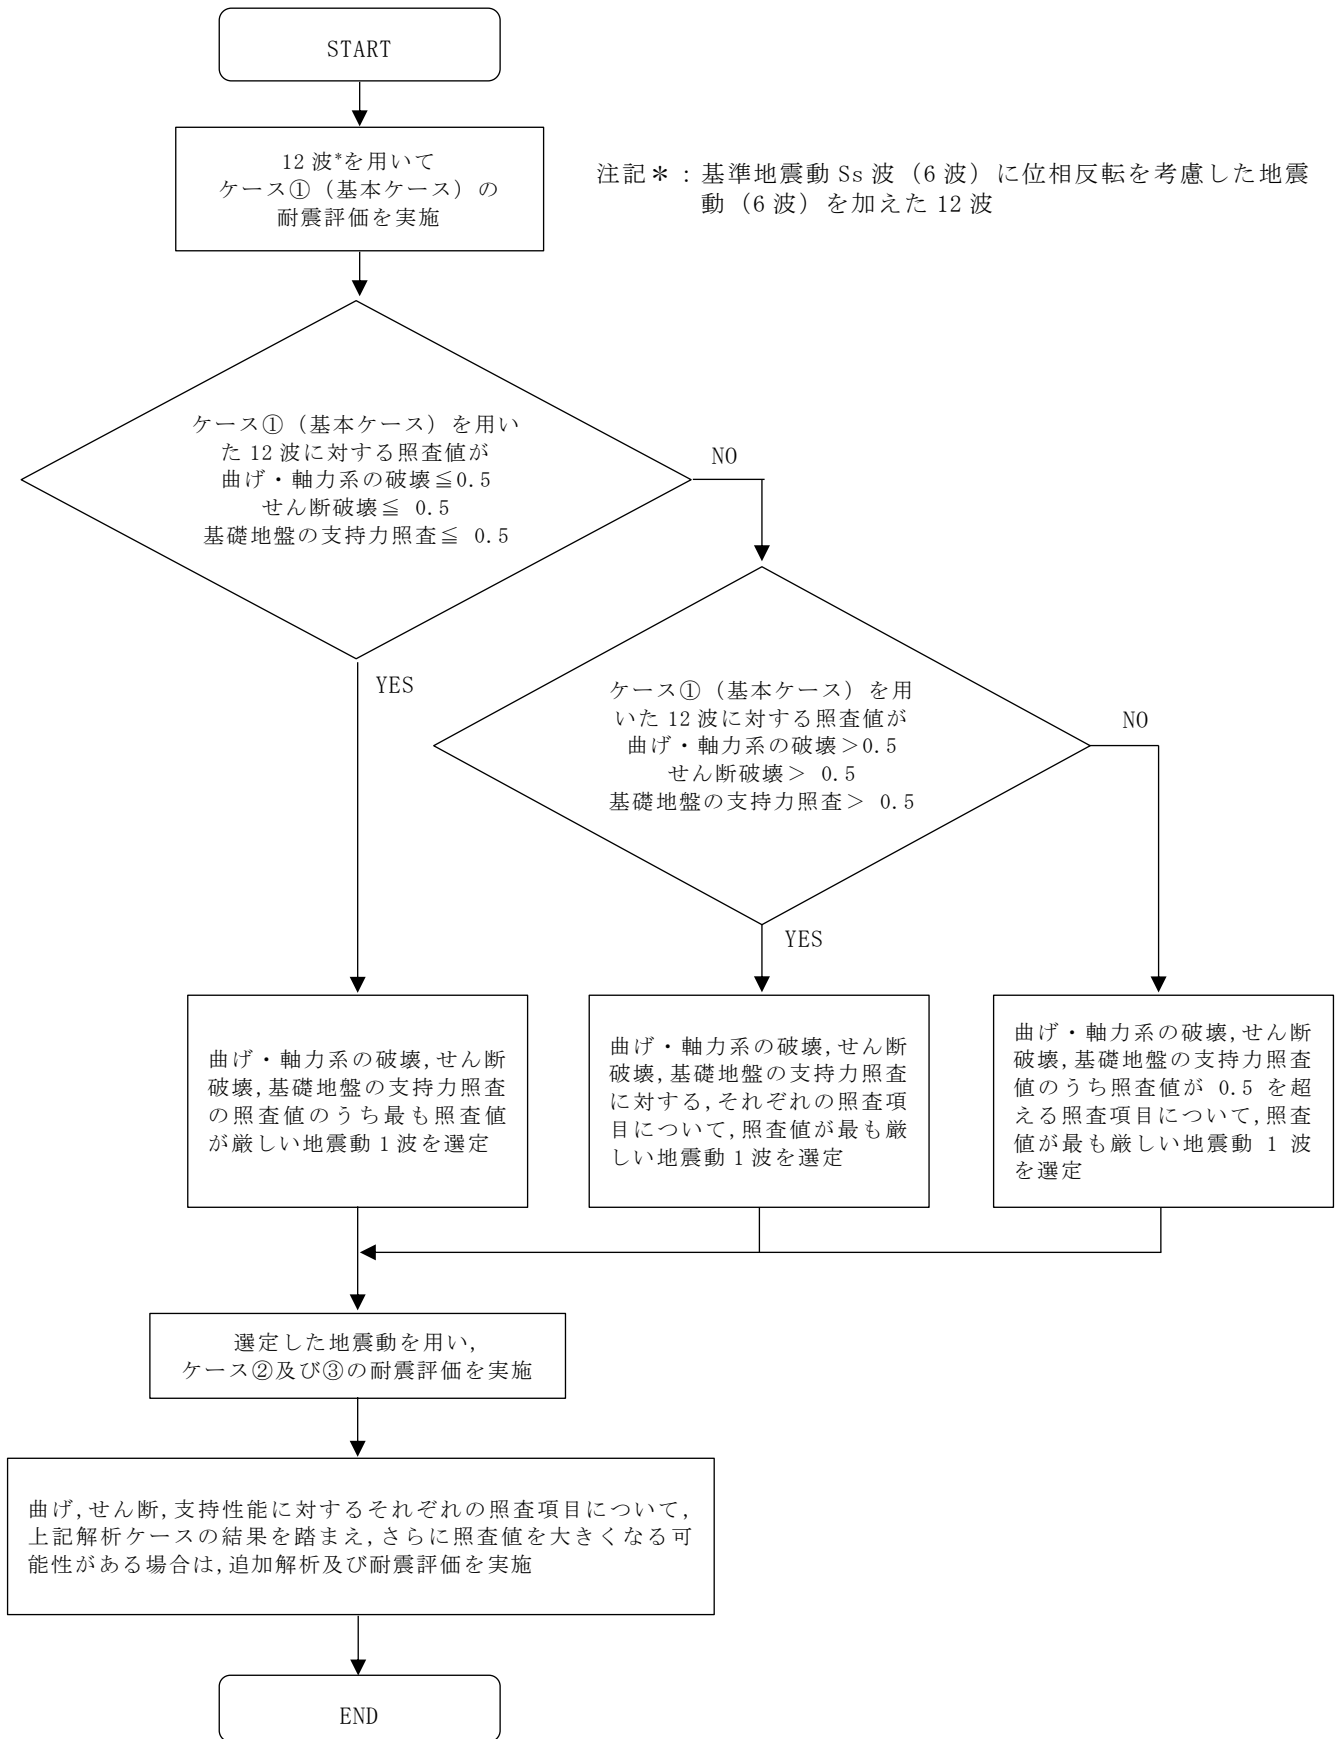 START
12 波*を用いて
ケース①（基本ケース）の
耐震評価を実施
注記＊：基準地震動 Ss 波（6 波）に位相反転を考慮した地震
動（6 波）を加えた 12 波
ケース①（基本ケース）を用い
た 12 波に対する照査値が
曲げ・軸力系の破壊≦0.5
せん断破壊≦ 0.5
基礎地盤の支持力照査≦ 0.5
NO
YES
ケース①（基本ケース）を用
いた 12 波に対する照査値が
曲げ・軸力系の破壊＞0.5
せん断破壊＞ 0.5
基礎地盤の支持力照査＞ 0.5
NO
YES
曲げ・軸力系の破壊,せん断
破壊,基礎地盤の支持力照査
の照査値のうち最も照査値
が厳しい地震動 1 波を選定
曲げ・軸力系の破壊,せん断
破壊,基礎地盤の支持力照査
に対する,それぞれの照査項
目について,照査値が最も厳
しい地震動 1 波を選定
曲げ・軸力系の破壊,せん断
破壊,基礎地盤の支持力照査
値のうち照査値が 0.5 を超
える照査項目について,照査
値が最も厳しい地震動 1 波
を選定
選定した地震動を用い,
ケース②及び③の耐震評価を実施
曲げ,せん断,支持性能に対するそれぞれの照査項目について,
上記解析ケースの結果を踏まえ,さらに照査値を大きくなる可
能性がある場合は,追加解析及び耐震評価を実施
END